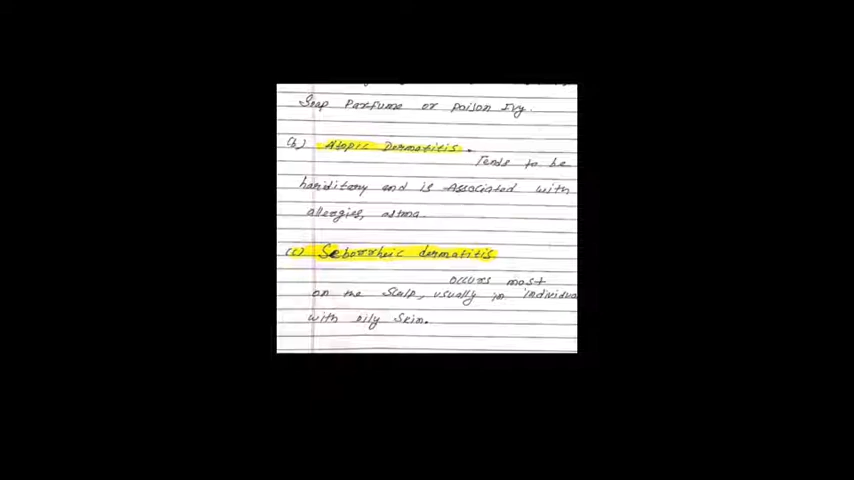 Soap Parfume or poison Ivy.
(b) Atopic Dermatitis.
Tends to be
hariditary and is Associated with
allergies, astma.
(c) Seborrheic dermatitis.
occurs most
on the Scalp, usually in individua
with oily Skin.